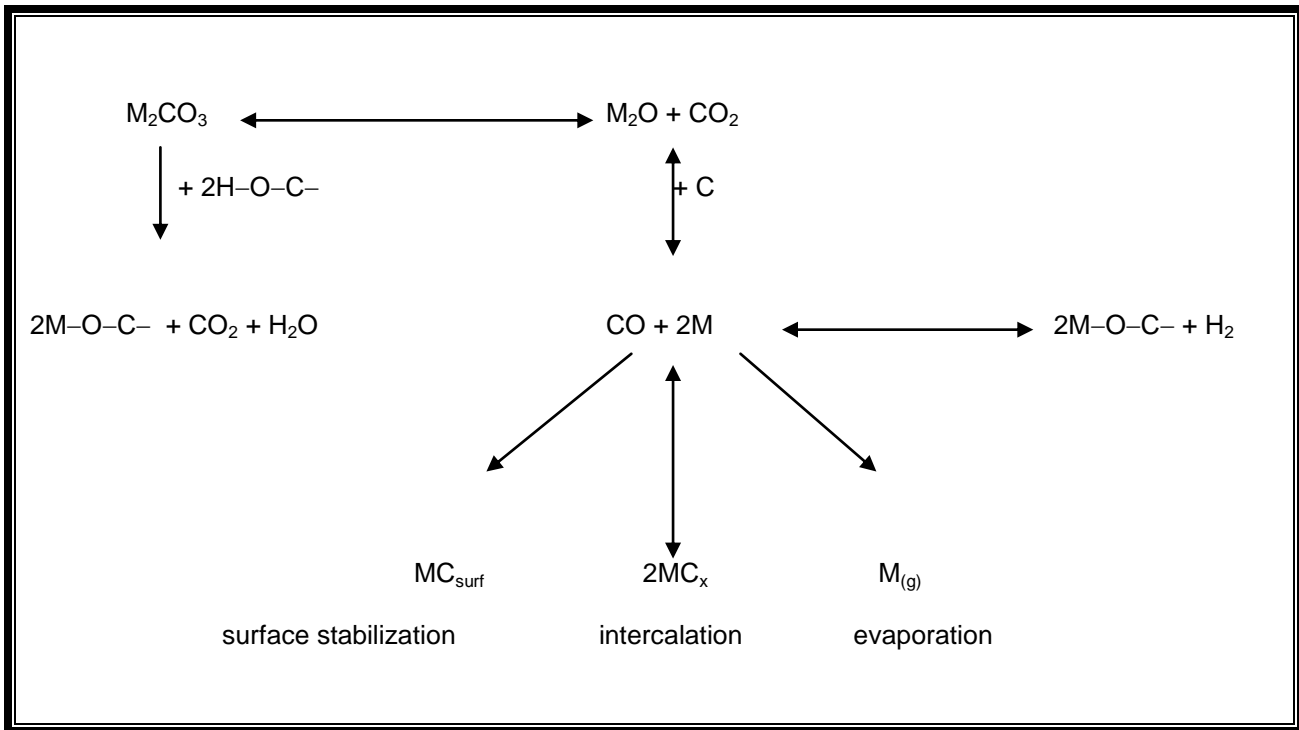 M₂CO₃ M₂O + CO₂
+ 2H–O–C– + C
2M–O–C– + CO₂ + H₂O CO + 2M 2M–O–C– + H₂
MCsurf 2MCₓ M(g)
surface stabilization intercalation evaporation